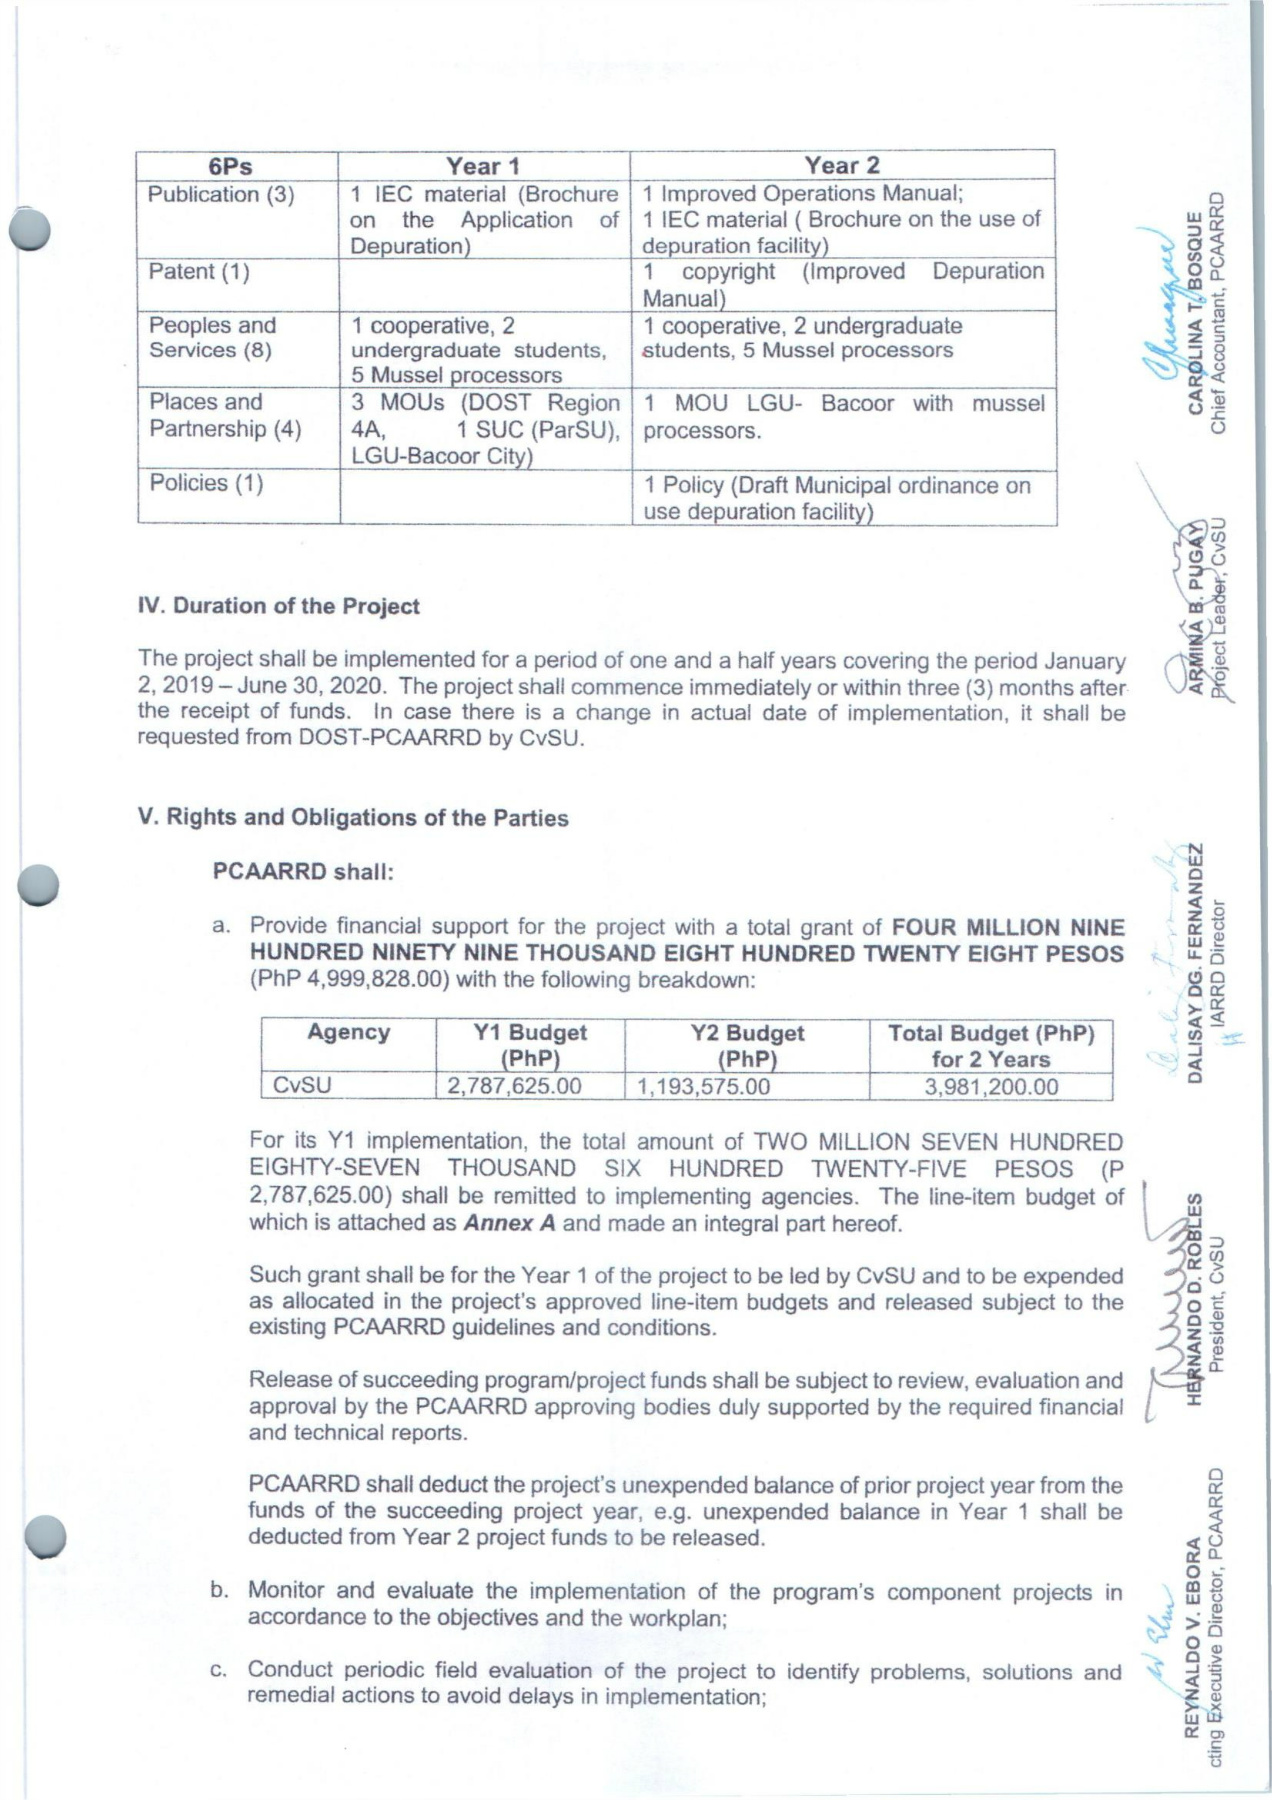 6Ps Year 1 Year 2
Publication (3) 1 IEC material (Brochure on the Application of Depuration) 1 Improved Operations Manual;
1 IEC material ( Brochure on the use of depuration facility)
Patent (1) 1 copyright (Improved Depuration Manual)
Peoples and Services (8) 1 cooperative, 2 undergraduate students, 5 Mussel processors 1 cooperative, 2 undergraduate students, 5 Mussel processors
Places and Partnership (4) 3 MOUs (DOST Region 4A, 1 SUC (ParSU), LGU-Bacoor City) 1 MOU LGU- Bacoor with mussel processors.
Policies (1) 1 Policy (Draft Municipal ordinance on use depuration facility)
IV. Duration of the Project
The project shall be implemented for a period of one and a half years covering the period January
2, 2019 – June 30, 2020. The project shall commence immediately or within three (3) months after
the receipt of funds. In case there is a change in actual date of implementation, it shall be
requested from DOST-PCAARRD by CvSU.
V. Rights and Obligations of the Parties
PCAARRD shall:
a. Provide financial support for the project with a total grant of FOUR MILLION NINE
HUNDRED NINETY NINE THOUSAND EIGHT HUNDRED TWENTY EIGHT PESOS
(PhP 4,999,828.00) with the following breakdown:
Agency Y1 Budget (PhP) Y2 Budget (PhP) Total Budget (PhP) for 2 Years
CvSU 2,787,625.00 1,193,575.00 3,981,200.00
For its Y1 implementation, the total amount of TWO MILLION SEVEN HUNDRED
EIGHTY-SEVEN THOUSAND SIX HUNDRED TWENTY-FIVE PESOS (P
2,787,625.00) shall be remitted to implementing agencies. The line-item budget of
which is attached as Annex A and made an integral part hereof.
Such grant shall be for the Year 1 of the project to be led by CvSU and to be expended
as allocated in the project's approved line-item budgets and released subject to the
existing PCAARRD guidelines and conditions.
Release of succeeding program/project funds shall be subject to review, evaluation and
approval by the PCAARRD approving bodies duly supported by the required financial
and technical reports.
PCAARRD shall deduct the project's unexpended balance of prior project year from the
funds of the succeeding project year, e.g. unexpended balance in Year 1 shall be
deducted from Year 2 project funds to be released.
b. Monitor and evaluate the implementation of the program's component projects in
accordance to the objectives and the workplan;
c. Conduct periodic field evaluation of the project to identify problems, solutions and
remedial actions to avoid delays in implementation;
CAROLINA T. BOSQUE
Chief Accountant, PCAARRD
ARMINA B. PUGAY
Project Leader, CvSU
DALISAY DG. FERNANDEZ
IARRD Director
HERNANDO D. ROBLES
President, CvSU
REYNALDO V. EBORA
cting Executive Director, PCAARRD